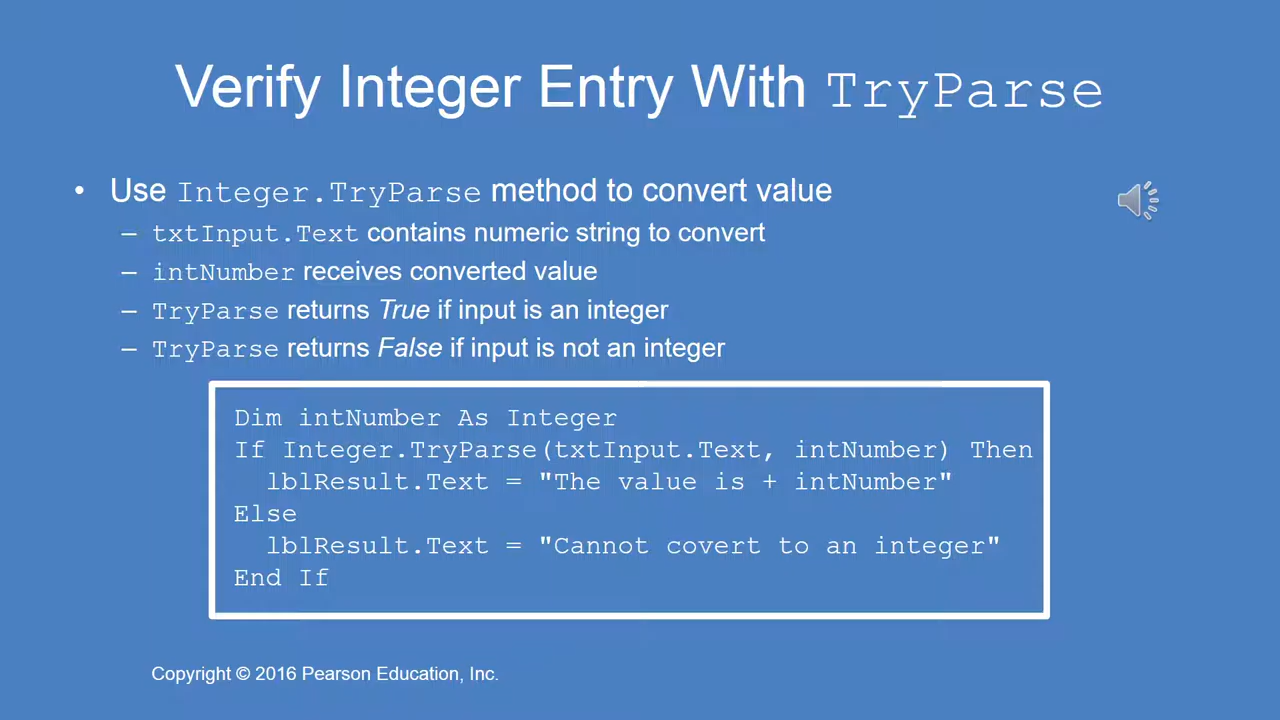 Verify Integer Entry With TryParse
• Use Integer.TryParse method to convert value
– txtInput.Text contains numeric string to convert
– intNumber receives converted value
– TryParse returns True if input is an integer
– TryParse returns False if input is not an integer
Dim intNumber As Integer
If Integer.TryParse(txtInput.Text, intNumber) Then
lblResult.Text = "The value is + intNumber"
Else
lblResult.Text = "Cannot covert to an integer"
End If
Copyright © 2016 Pearson Education, Inc.